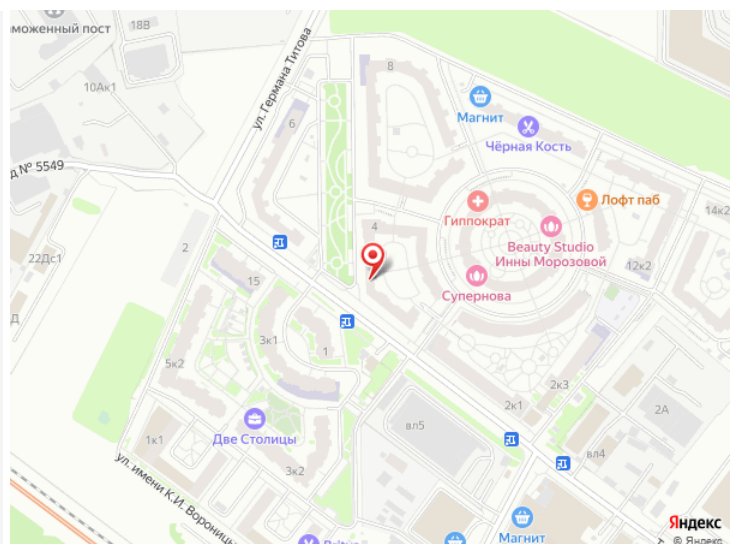 моженный пост
18В
10Ак1
ул. Германа Титова
8
Магнит
6
Чёрная Кость
д № 5549
Лофт паб
Гиппократ
14к2
4
2
Beauty Studio
Инны Морозовой
22Дс1
12к2
15
Супернова
Д
3к1
1
5к2
2к3
2к1
2А
Две Столицы
вл5
1к1
вл4
3к2
ул. имени К.И. Ворониц
Магнит
Яндекс
© Яндекс